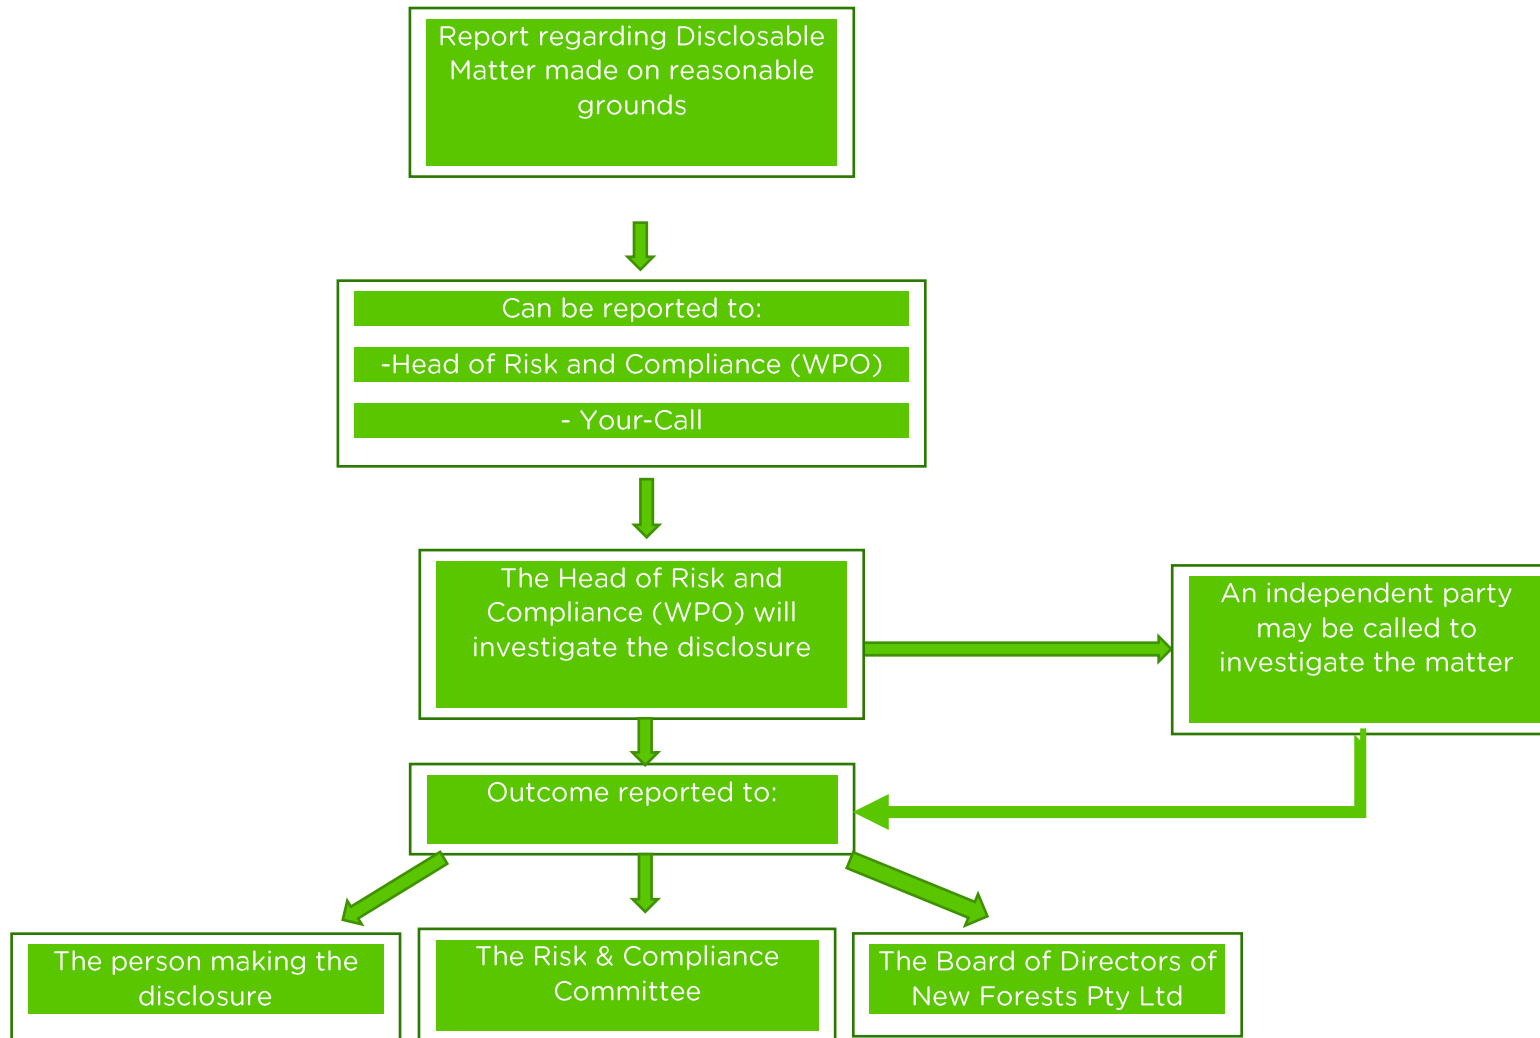 Report regarding Disclosable
Matter made on reasonable
grounds
Can be reported to:
-Head of Risk and Compliance (WPO)
- Your-Call
The Head of Risk and
Compliance (WPO) will
investigate the disclosure
An independent party
may be called to
investigate the matter
Outcome reported to:
The person making the
disclosure
The Risk & Compliance
Committee
The Board of Directors of
New Forests Pty Ltd